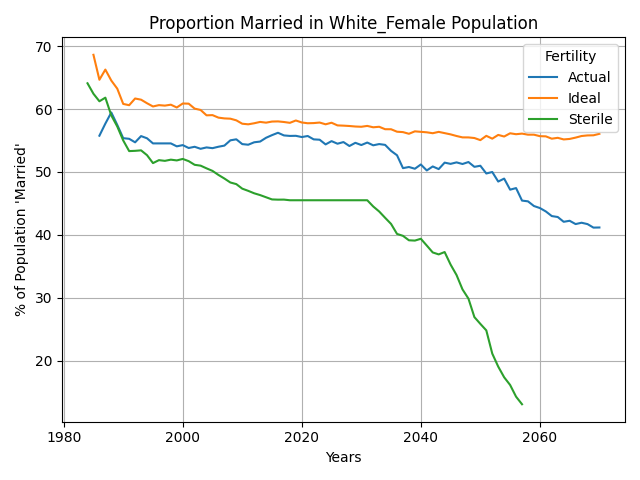 Proportion Married in White_Female Population
% of Population 'Married'
70
60
50
40
30
20
1980
2000
2020
2040
2060
Years
Fertility
Actual
Ideal
Sterile